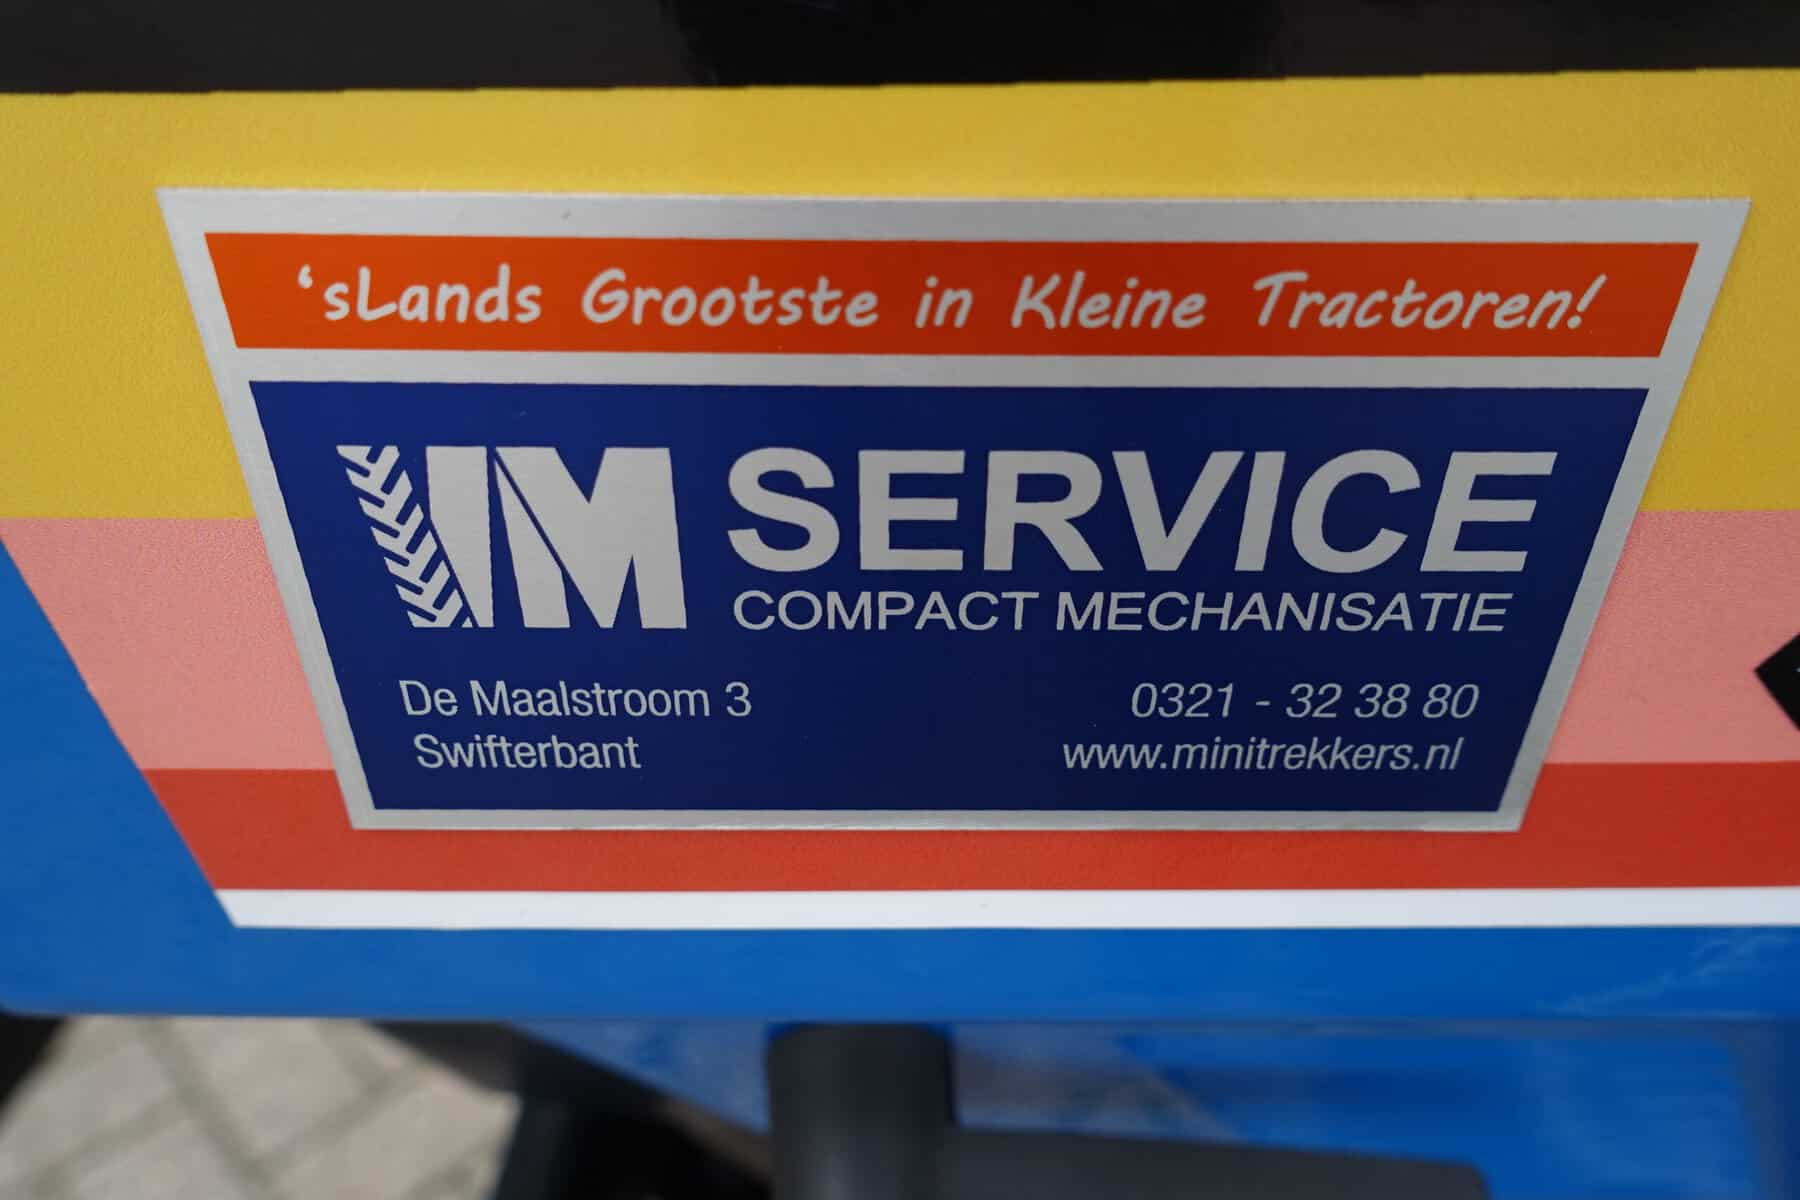 ‘sLands Grootste in Kleine Tractoren!
IM SERVICE
COMPACT MECHANISATIE
De Maalstroom 3
Swifterbant
0321 - 32 38 80
www.minitrekkers.nl